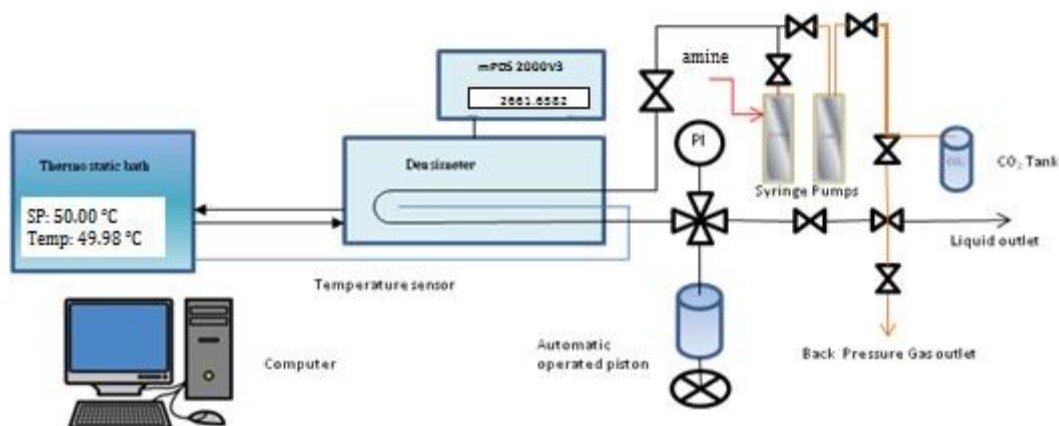 mPDS 2000V3
2661.6582
amine
Thermo static bath
Densimeter
PI
SP: 50.00 °C
Temp: 49.98 °C
CO₂ Tank
Syringe Pumps
Liquid outlet
Temperature sensor
Automatic
operated piston
Computer
Back Pressure Gas outlet